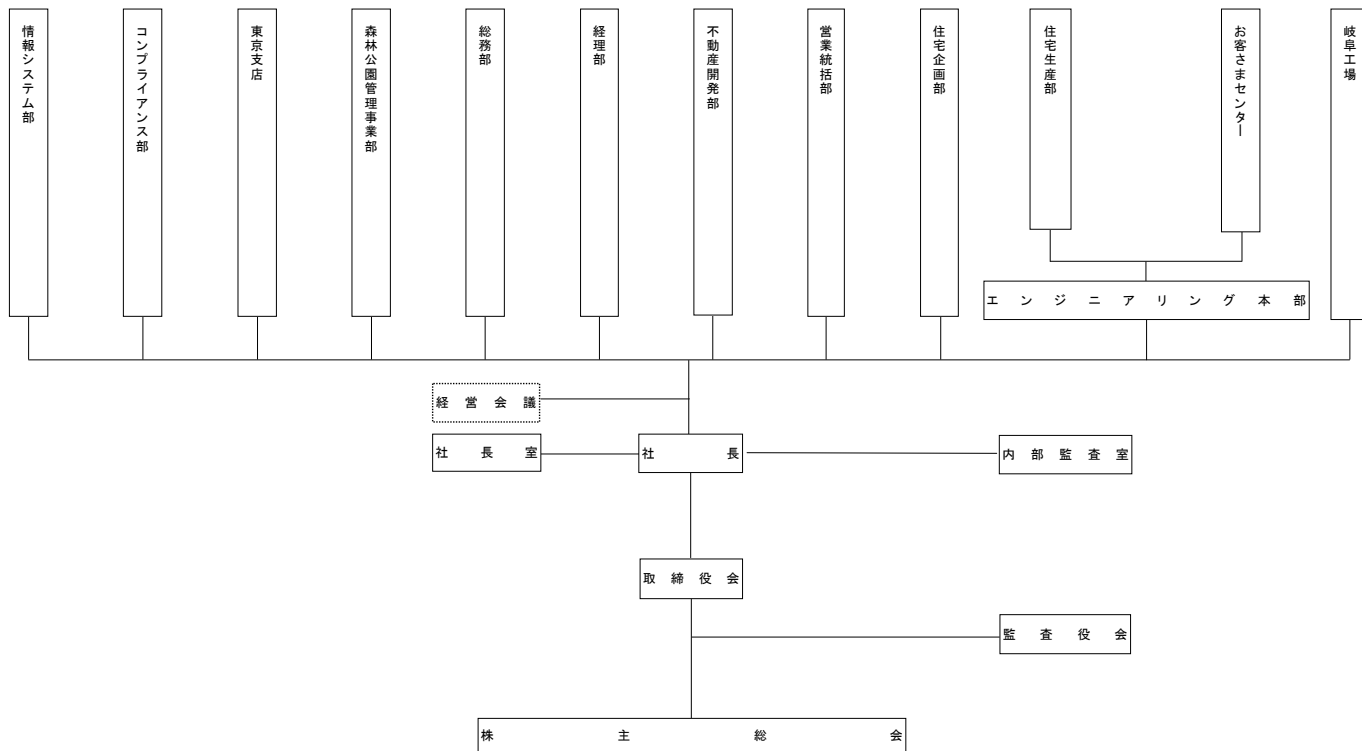 情報システム部
コンプライアンス部
東京支店
森林公園管理事業部
総務部
経理部
不動産開発部
営業統括部
住宅企画部
住宅生産部
お客さまセンター
岐阜工場
エンジニアリング本部
経営会議
社長室
社長
内部監査室
取締役会
監査役会
株主総会